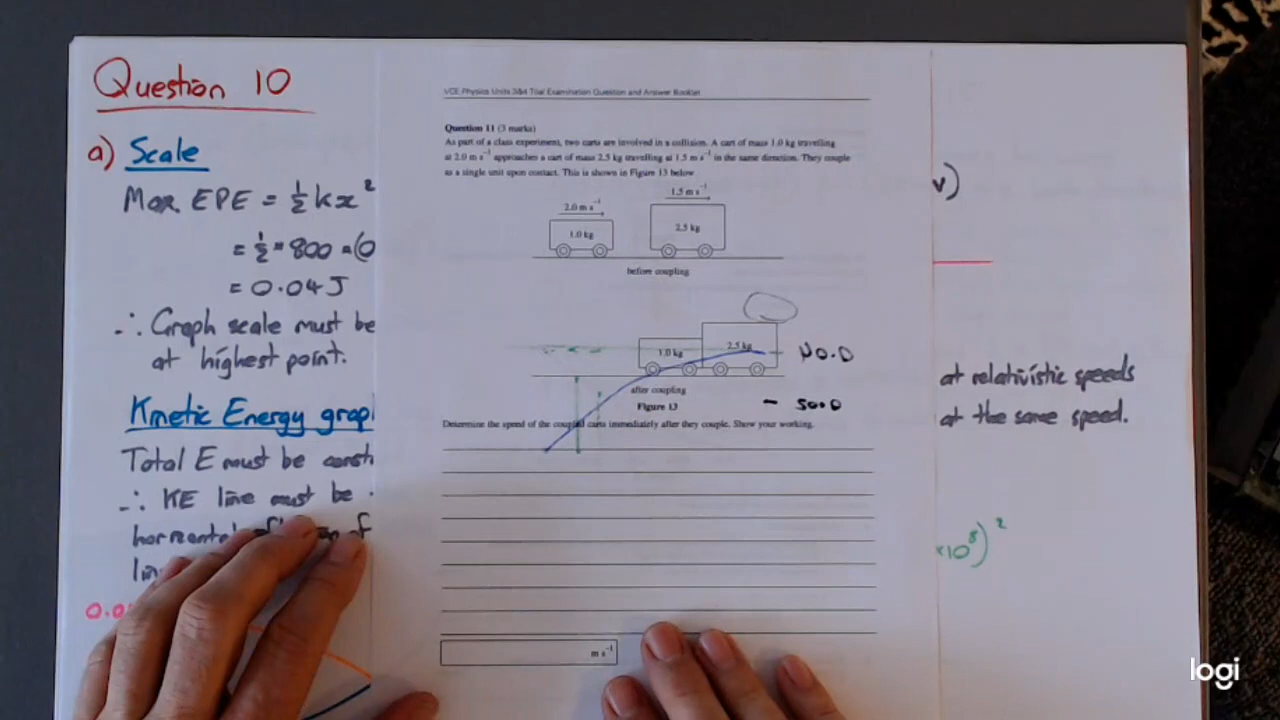 Question 10
a) Scale
Max EPE = ½ k x²
= ½ × 800 × (0
= 0.04 J
∴ Graph scale must be
at highest point.
Kinetic Energy grap
Total E must be const
∴ KE line must be
horizontal
lin
0.0
VCE Physics Units 3&4 Trial Examination Question and Answer Booklet
Question 11 (3 marks)
As part of a class experiment, two carts are involved in a collision. A cart of mass 1.0 kg travelling
at 2.0 m s⁻¹ approaches a cart of mass 2.5 kg travelling at 1.5 m s⁻¹ in the same direction. They couple
as a single unit upon contact. This is shown in Figure 13 below.
1.5 m s⁻¹
2.0 m s⁻¹
2.5 kg
1.0 kg
before coupling
2.5 kg
1.0 kg
after coupling
Figure 13
Determine the speed of the coupled carts immediately after they couple. Show your working.
m s⁻¹
v)
at relativistic speeds
at the same speed.
×10⁸)²
logi